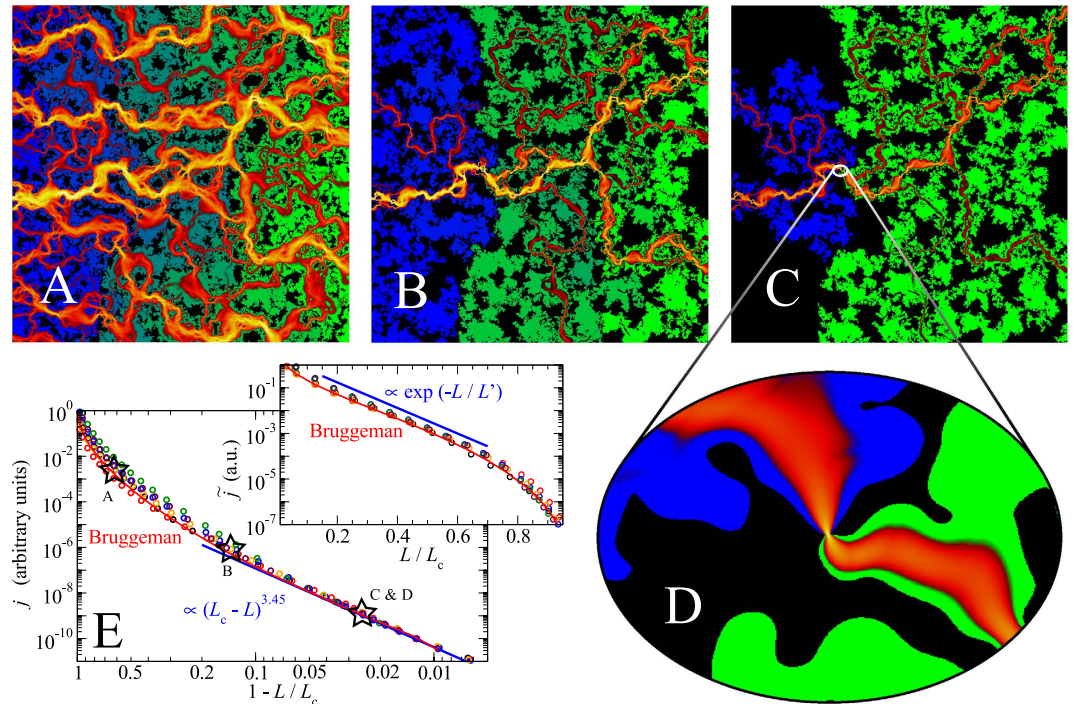 A
B
C
10^-1
∝ exp (-L / L')
10^0
10^-3
Bruggeman
j (arbitrary units)
10^-2
j̃ (a.u.)
10^-5
A
10^-4
10^-7
Bruggeman
0.2 0.4 0.6 0.8
10^-6
L / L_c
B
D
10^-8
C & D
∝ (L_c - L)^3.45
10^-10
E
1 0.5 0.2 0.1 0.05 0.02 0.01
1 - L / L_c